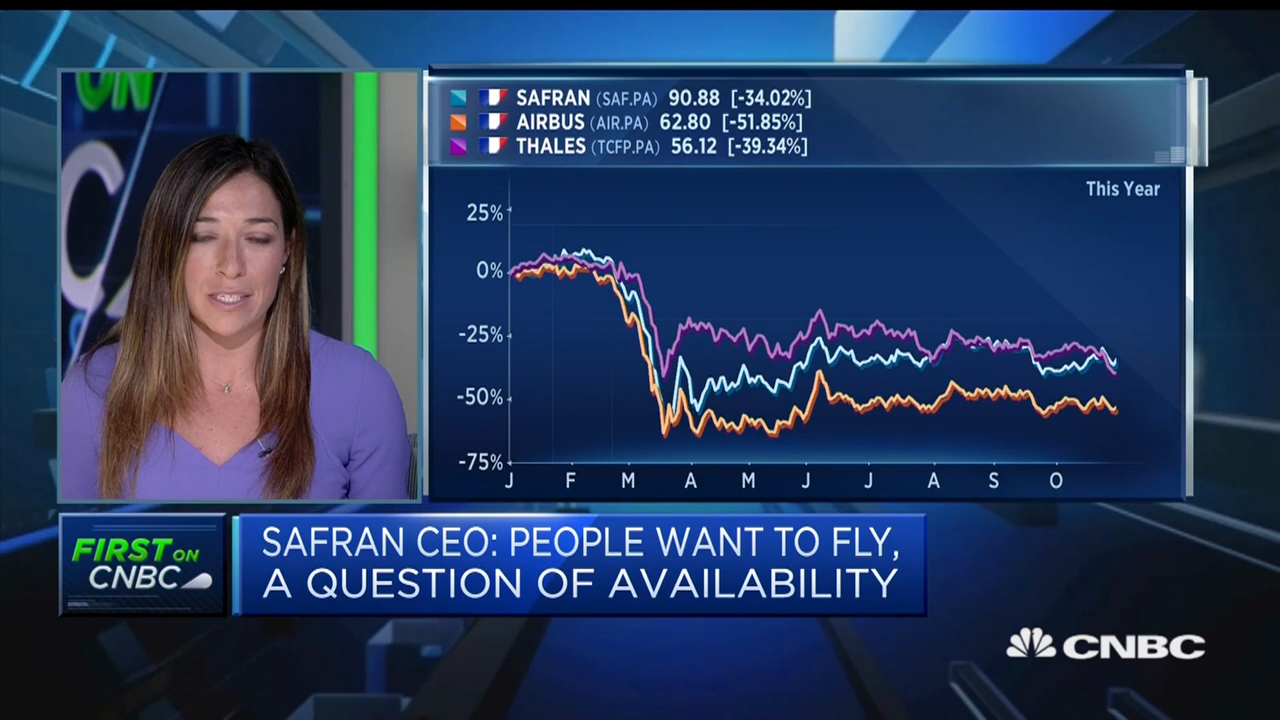 ON
SAFRAN (SAF.PA) 90.88 [-34.02%]
AIRBUS (AIR.PA) 62.80 [-51.85%]
THALES (TCFP.PA) 56.12 [-39.34%]
This Year
25%
0%
-25%
-50%
-75%
J F M A M J J A S O
FIRST ON
CNBC
SAFRAN CEO: PEOPLE WANT TO FLY,
A QUESTION OF AVAILABILITY
CNBC